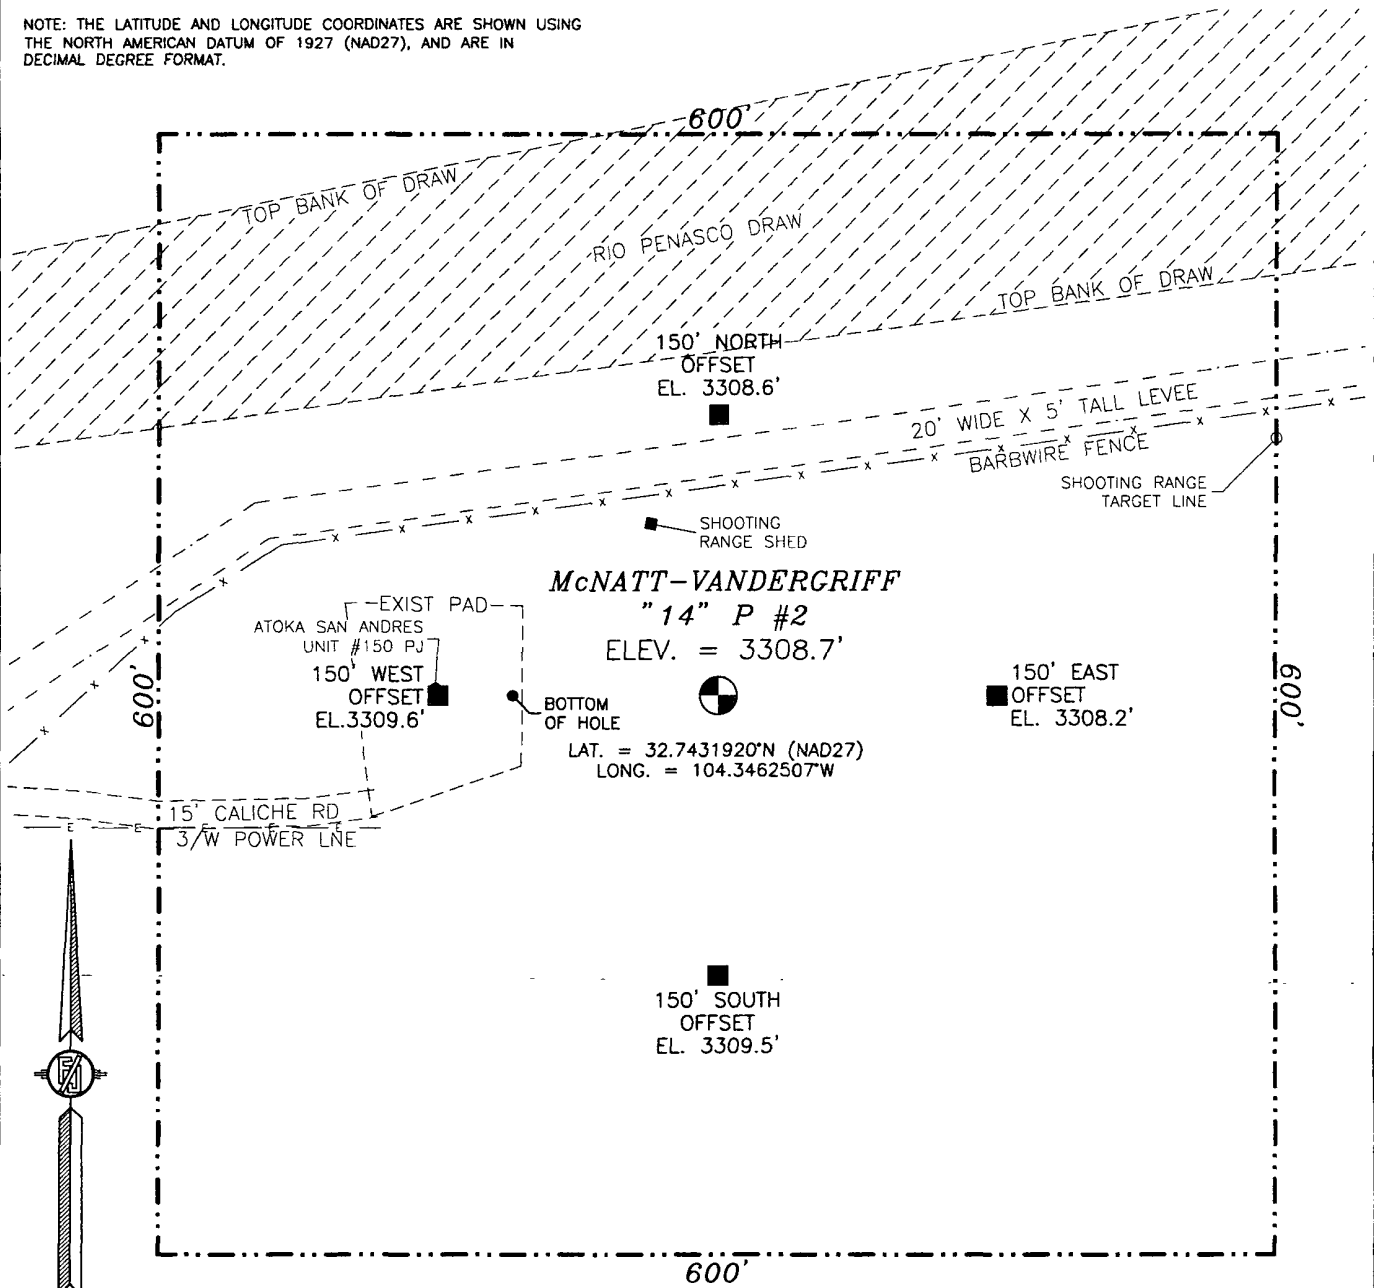 NOTE: THE LATITUDE AND LONGITUDE COORDINATES ARE SHOWN USING
THE NORTH AMERICAN DATUM OF 1927 (NAD27), AND ARE IN
DECIMAL DEGREE FORMAT.
600'
TOP BANK OF DRAW
RIO PENASCO DRAW
TOP BANK OF DRAW
150' NORTH
OFFSET
EL. 3308.6'
20' WIDE X 5' TALL LEVEE
BARBWIRE FENCE
SHOOTING RANGE
TARGET LINE
SHOOTING
RANGE SHED
McNATT-VANDERGRIFF
"14" P #2
ELEV. = 3308.7'
EXIST PAD
ATOKA SAN ANDRES
UNIT #150 PJ
150' WEST
OFFSET
EL.3309.6'
600'
BOTTOM
OF HOLE
150' EAST
OFFSET
EL. 3308.2'
600'
LAT. = 32.7431920°N (NAD27)
LONG. = 104.3462507°W
15' CALICHE RD
3/W POWER LNE
150' SOUTH
OFFSET
EL. 3309.5'
600'